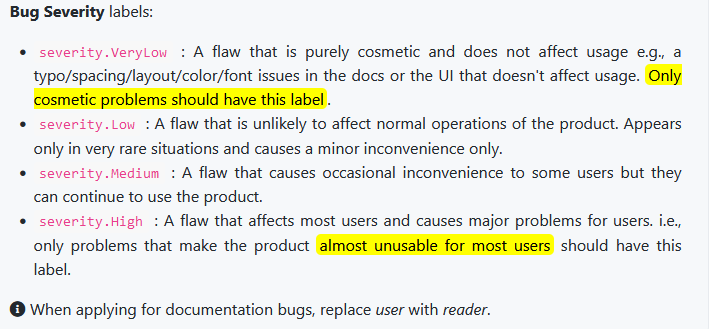 Bug Severity labels:
severity.VeryLow : A flaw that is purely cosmetic and does not affect usage e.g., a
typo/spacing/layout/color/font issues in the docs or the UI that doesn't affect usage. Only
cosmetic problems should have this label.
severity.Low : A flaw that is unlikely to affect normal operations of the product. Appears
only in very rare situations and causes a minor inconvenience only.
severity.Medium : A flaw that causes occasional inconvenience to some users but they
can continue to use the product.
severity.High : A flaw that affects most users and causes major problems for users. i.e.,
only problems that make the product almost unusable for most users should have this
label.
When applying for documentation bugs, replace user with reader.